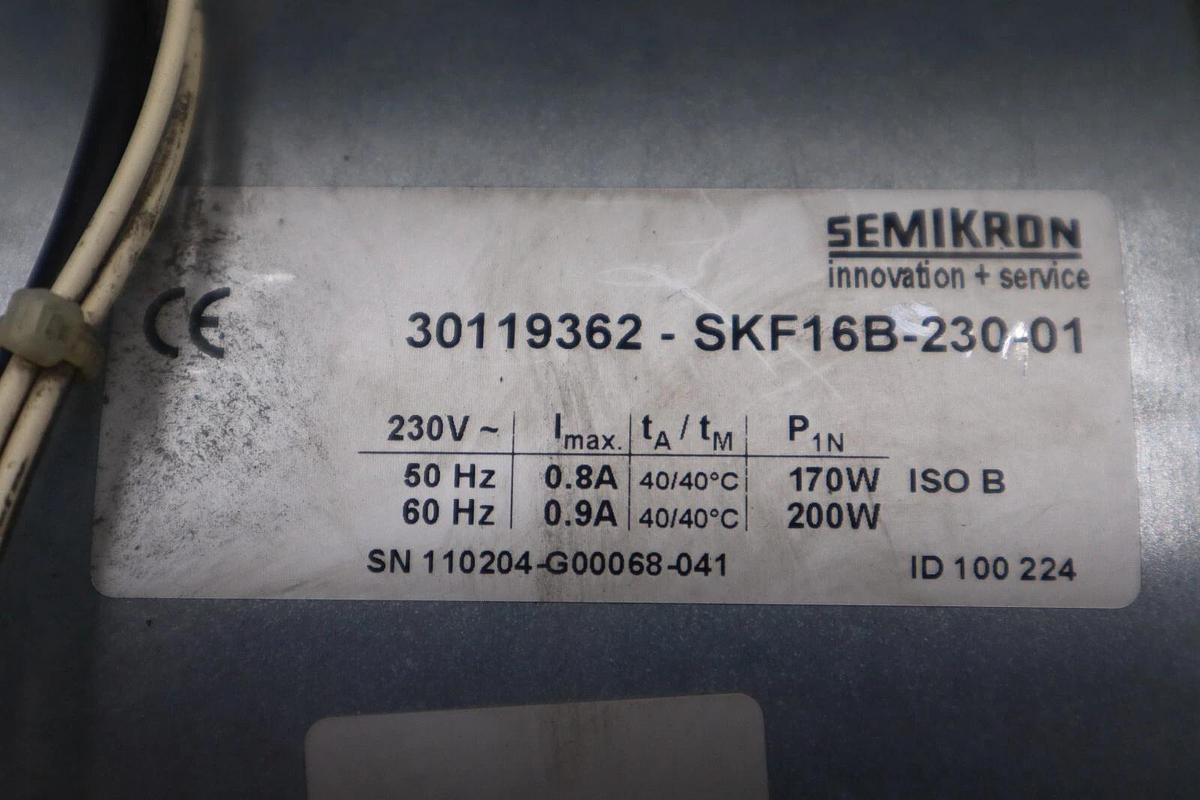 SEMIKRON
innovation + service
CE 30119362 - SKF16B-230-01
230V ~ Imax. tA / tM P1N
50 Hz 0.8A 40/40°C 170W ISO B
60 Hz 0.9A 40/40°C 200W
SN 110204-G00068-041 ID 100 224